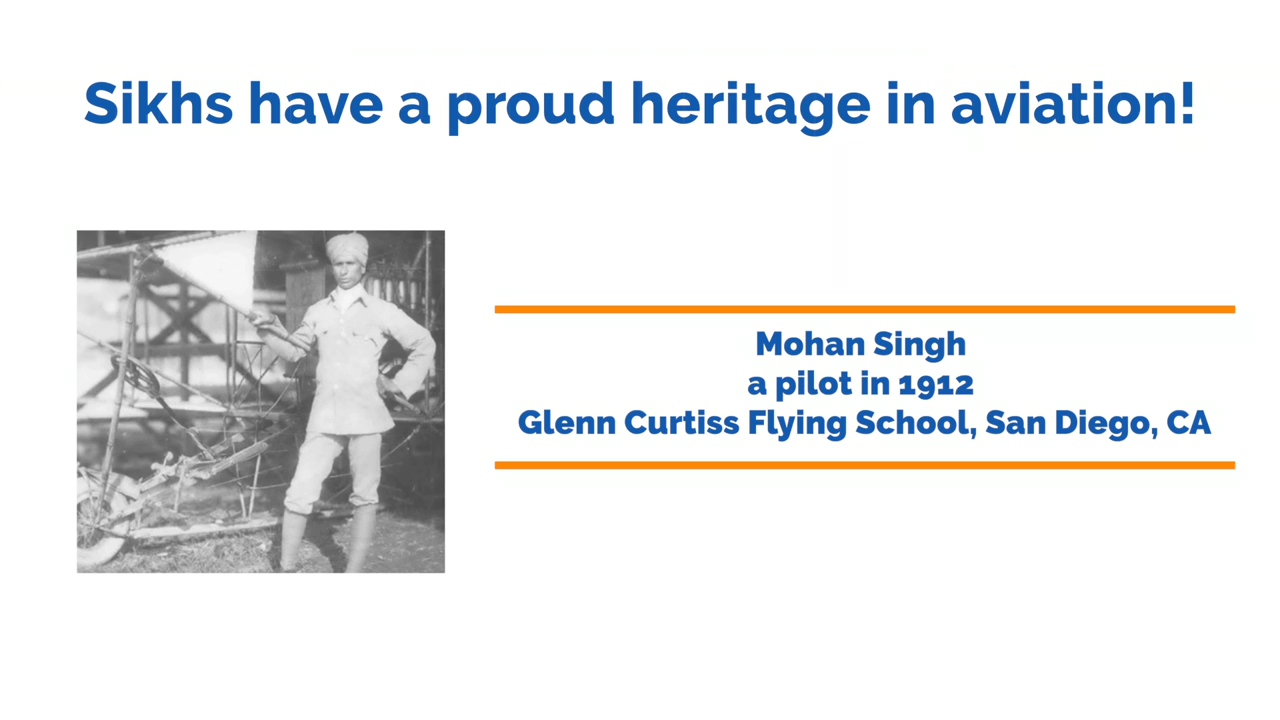 Sikhs have a proud heritage in aviation!
Mohan Singh
a pilot in 1912
Glenn Curtiss Flying School, San Diego, CA